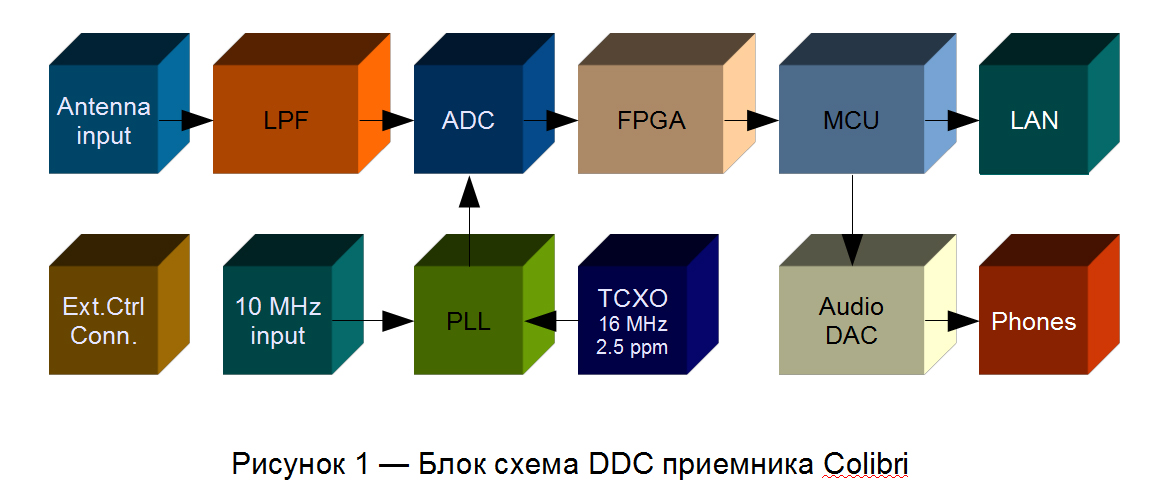 Antenna
input
LPF
ADC
FPGA
MCU
LAN
Ext.Ctrl
Conn.
10 MHz
input
PLL
TCXO
16 MHz
2.5 ppm
Audio
DAC
Phones
Рисунок 1 — Блок схема DDC приемника Colibri